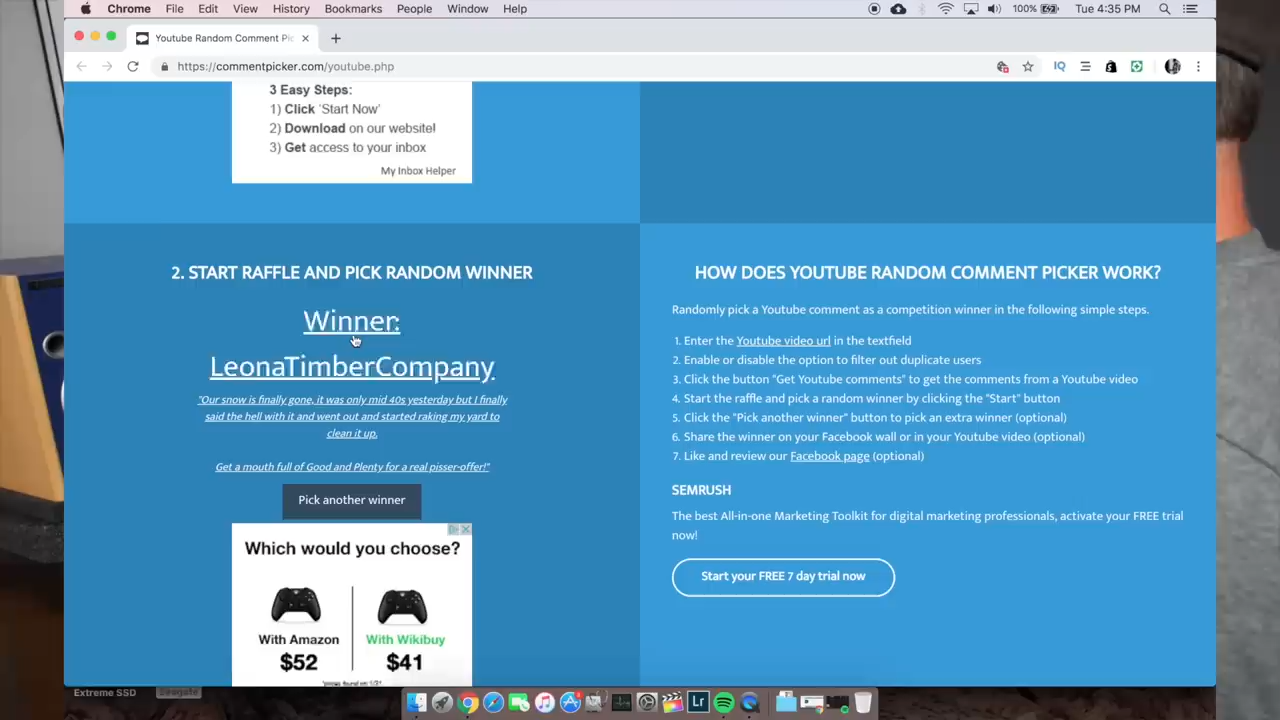 Chrome File Edit View History Bookmarks People Window Help
100%
Tue 4:35 PM
Youtube Random Comment Pic
https://commentpicker.com/youtube.php
IQ
3 Easy Steps:
1) Click 'Start Now'
2) Download on our website!
3) Get access to your inbox
My Inbox Helper
2. START RAFFLE AND PICK RANDOM WINNER
Winner:
LeonaTimberCompany
"Our snow is finally gone, it was only mid 40s yesterday but I finally
said the hell with it and went out and started raking my yard to
clean it up.
Get a mouth full of Good and Plenty for a real pisser-offer!"
Pick another winner
Which would you choose?
With Amazon
$52
With Wikibuy
$41
HOW DOES YOUTUBE RANDOM COMMENT PICKER WORK?
Randomly pick a Youtube comment as a competition winner in the following simple steps.
1. Enter the Youtube video url in the textfield
2. Enable or disable the option to filter out duplicate users
3. Click the button "Get Youtube comments" to get the comments from a Youtube video
4. Start the raffle and pick a random winner by clicking the "Start" button
5. Click the "Pick another winner" button to pick an extra winner (optional)
6. Share the winner on your Facebook wall or in your Youtube video (optional)
7. Like and review our Facebook page (optional)
SEMRUSH
The best All-in-one Marketing Toolkit for digital marketing professionals, activate your FREE trial
now!
Start your FREE 7 day trial now
Extreme SSD
Seagate
Lr